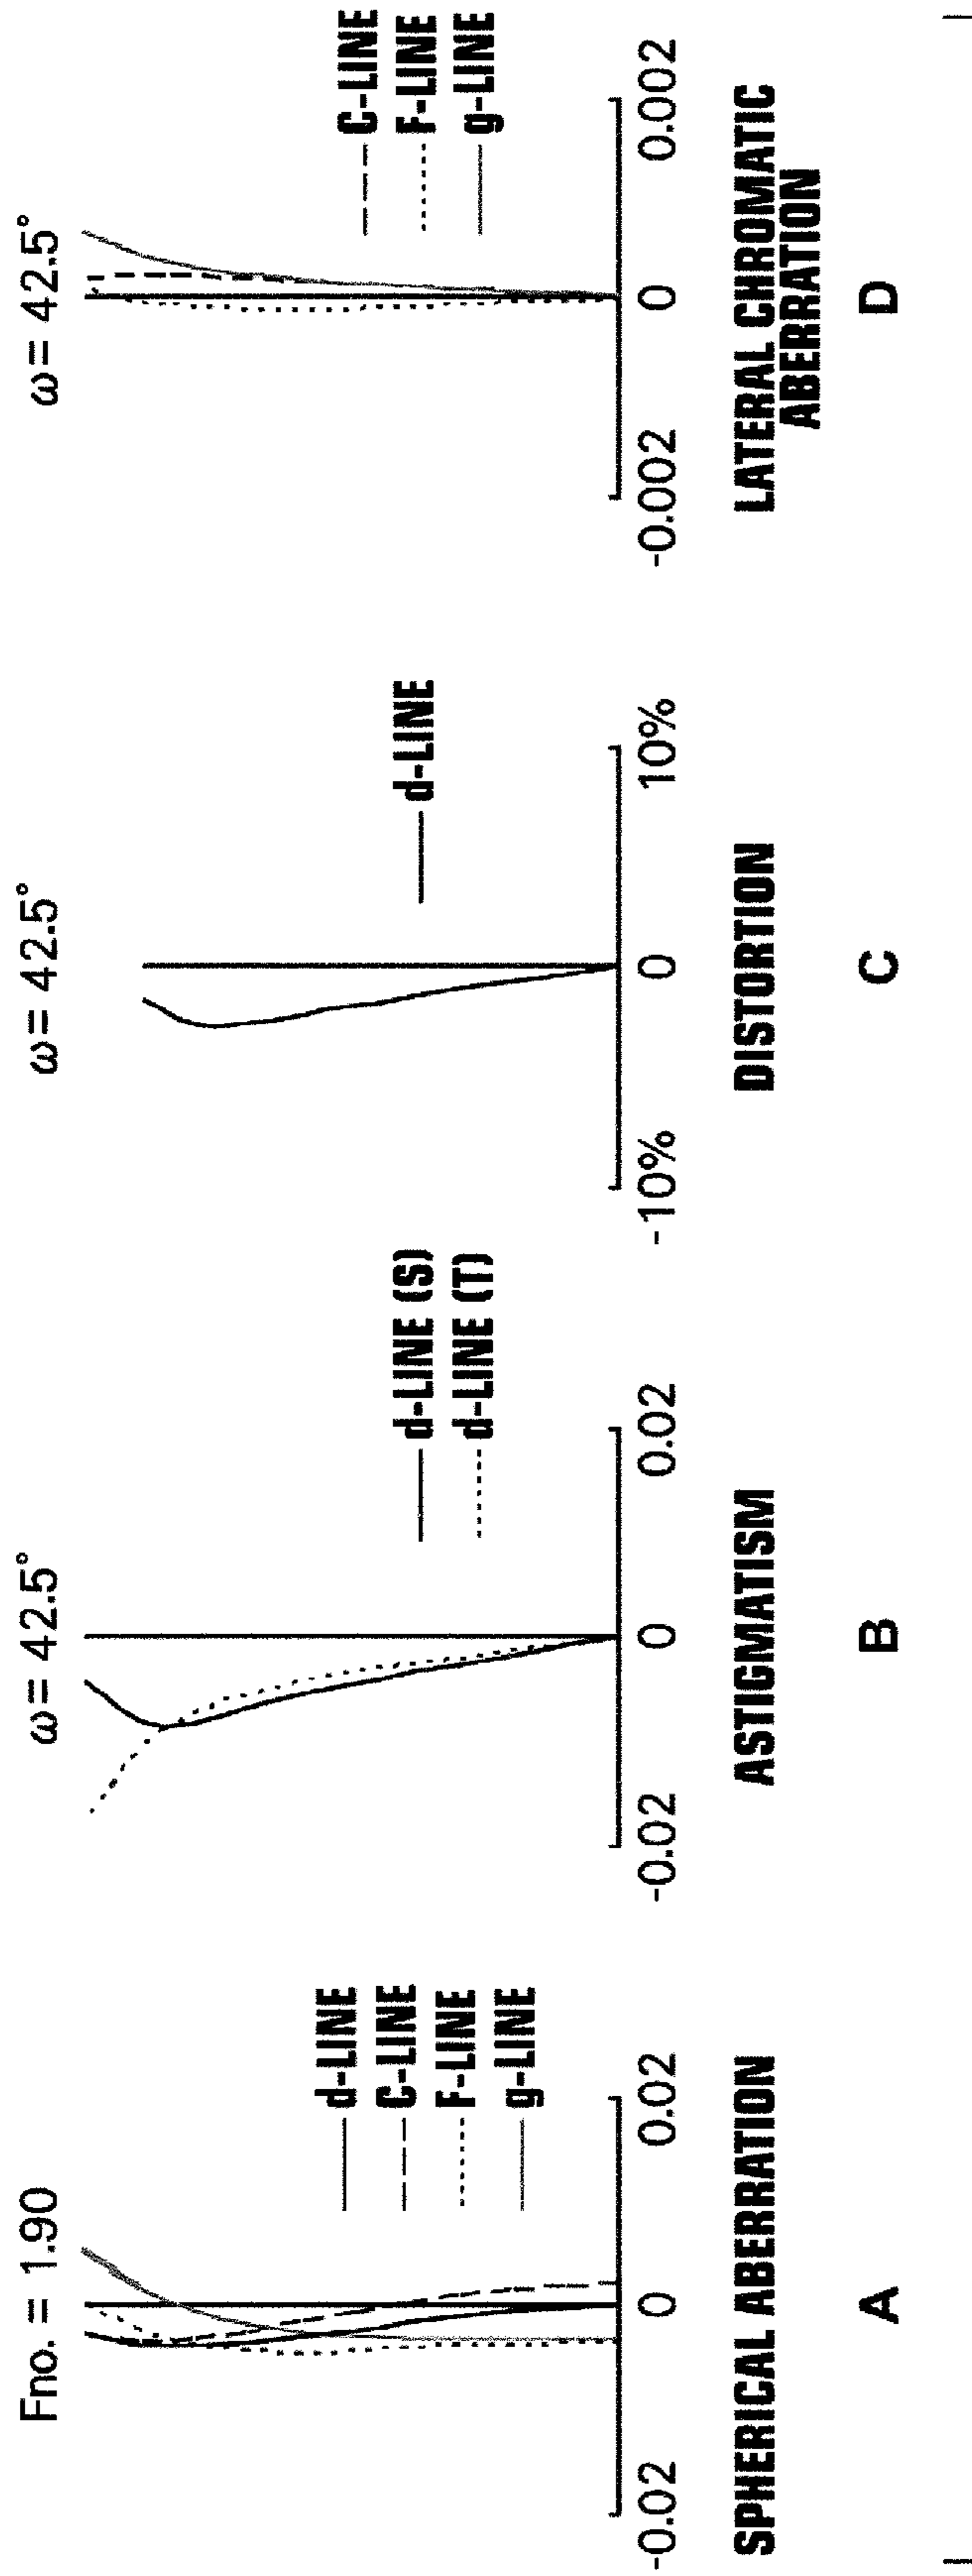 Fno. = 1.90
d-LINE
C-LINE
F-LINE
g-LINE
-0.02 0 0.02
SPHERICAL ABERRATION
A
ω= 42.5°
d-LINE (S)
d-LINE (T)
-0.02 0 0.02
ASTIGMATISM
B
ω= 42.5°
d-LINE
-10% 0 10%
DISTORTION
C
ω= 42.5°
C-LINE
F-LINE
g-LINE
-0.002 0 0.002
LATERAL CHROMATIC
ABERRATION
D